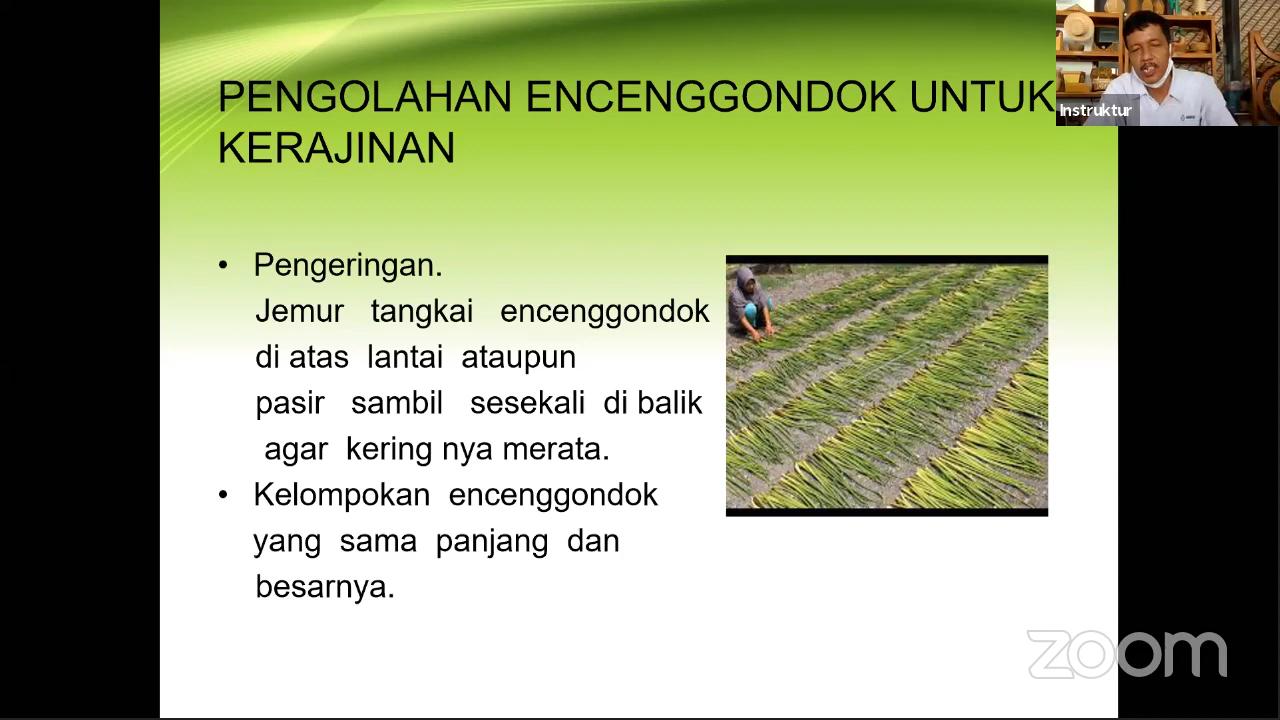 PENGOLAHAN ENCENGGONDOK UNTUK
KERAJINAN
Instruktur
• Pengeringan.
Jemur tangkai encenggondok
di atas lantai ataupun
pasir sambil sesekali di balik
agar kering nya merata.
• Kelompokan encenggondok
yang sama panjang dan
besarnya.
zoom